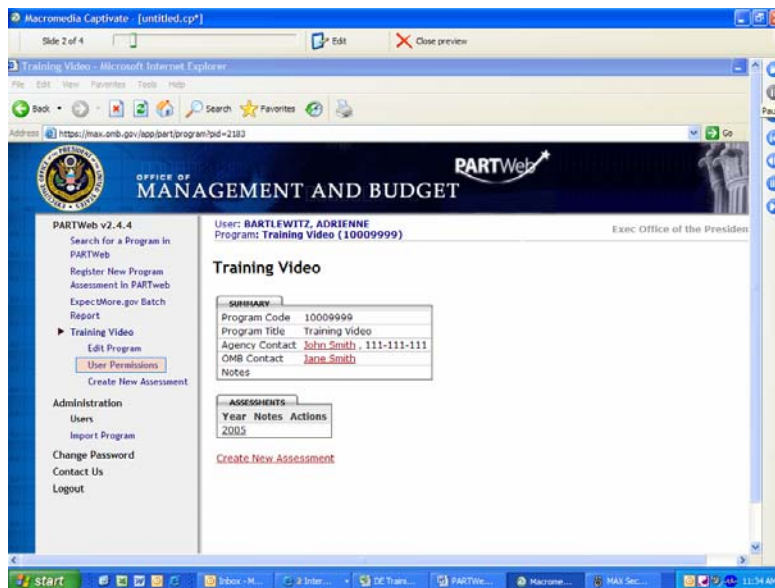 Macromedia Captivate - [untitled.cp*]
Slide 2 of 4
Edit
Close preview
Training Video - Microsoft Internet Explorer
File Edit View Favorites Tools Help
Back Search Favorites
Address https://max.omb.gov/app/part/program?pid=2183 Go
OFFICE OF
MANAGEMENT AND BUDGET
PARTWeb
PARTWeb v2.4.4
Search for a Program in
PARTWeb
Register New Program
Assessment in PARTweb
ExpectMore.gov Batch
Report
Training Video
Edit Program
User Permissions
Create New Assessment
Administration
Users
Import Program
Change Password
Contact Us
Logout
User: BARTLEWITZ, ADRIENNE
Program: Training Video (10009999)
Exec Office of the Presiden
Training Video
SUMMARY
Program Code 10009999
Program Title Training Video
Agency Contact John Smith , 111-111-111
OMB Contact Jane Smith
Notes
ASSESSMENTS
Year Notes Actions
2005
Create New Assessment
start
Inbox - M...
2 Inter...
DE Traini...
PARTWe...
Macrome...
MAX Sec...
11:34 AM